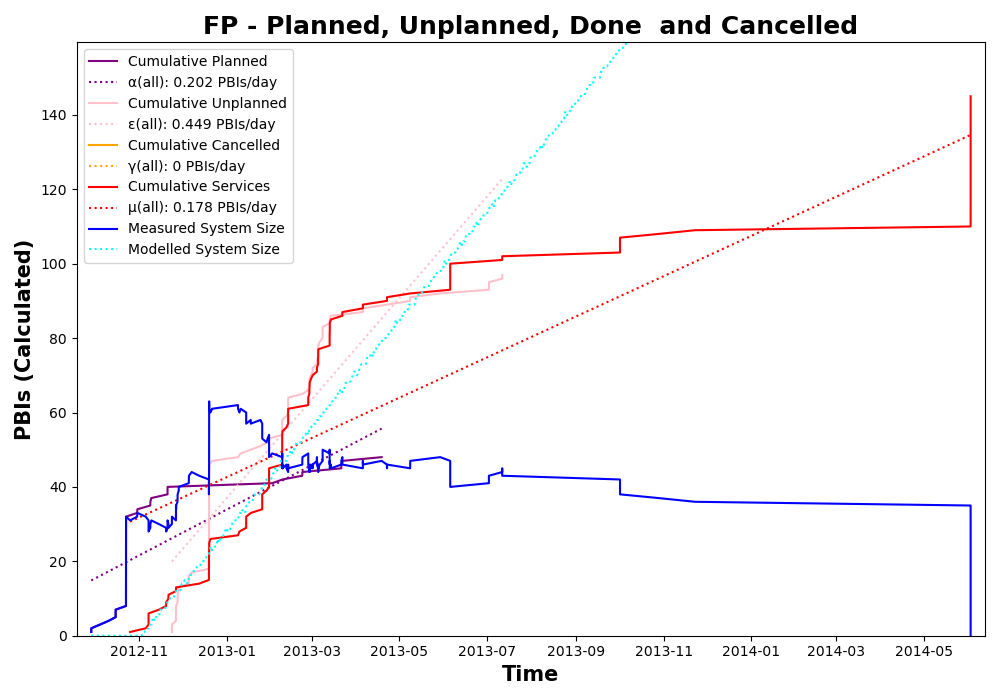 FP - Planned, Unplanned, Done  and Cancelled
Cumulative Planned
α(all): 0.202 PBIs/day
Cumulative Unplanned
ε(all): 0.449 PBIs/day
Cumulative Cancelled
γ(all): 0 PBIs/day
Cumulative Services
μ(all): 0.178 PBIs/day
Measured System Size
Modelled System Size
PBIs (Calculated)
140
120
100
80
60
40
20
0
2012-11 2013-01 2013-03 2013-05 2013-07 2013-09 2013-11 2014-01 2014-03 2014-05
Time